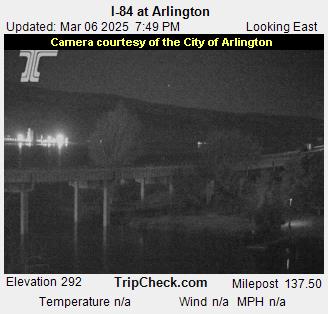 I-84 at Arlington
Updated: Mar 06 2025 7:49 PM Looking East
Camera courtesy of the City of Arlington
Elevation 292 TripCheck.com Milepost 137.50
Temperature n/a Wind n/a MPH n/a